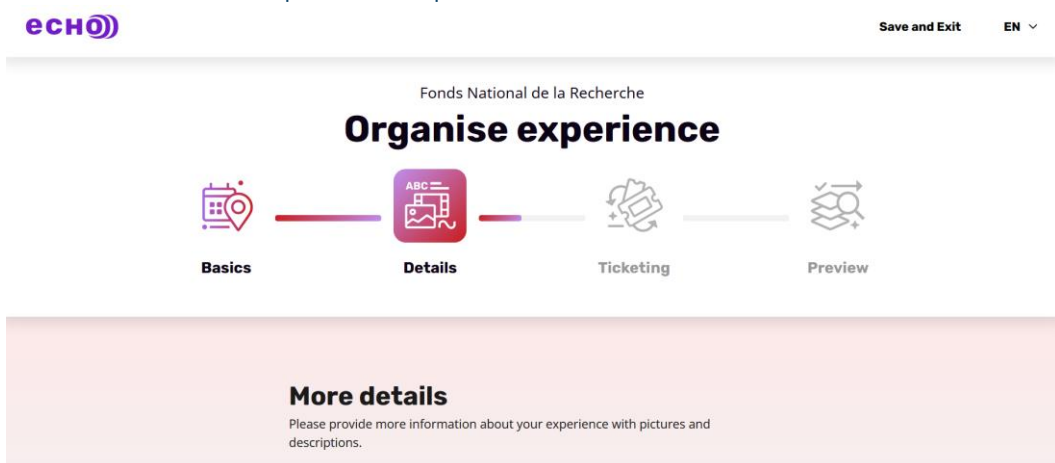 ecHO
Save and Exit
EN
Fonds National de la Recherche
Organise experience
ABC
Basics
Details
Ticketing
Preview
More details
Please provide more information about your experience with pictures and
descriptions.